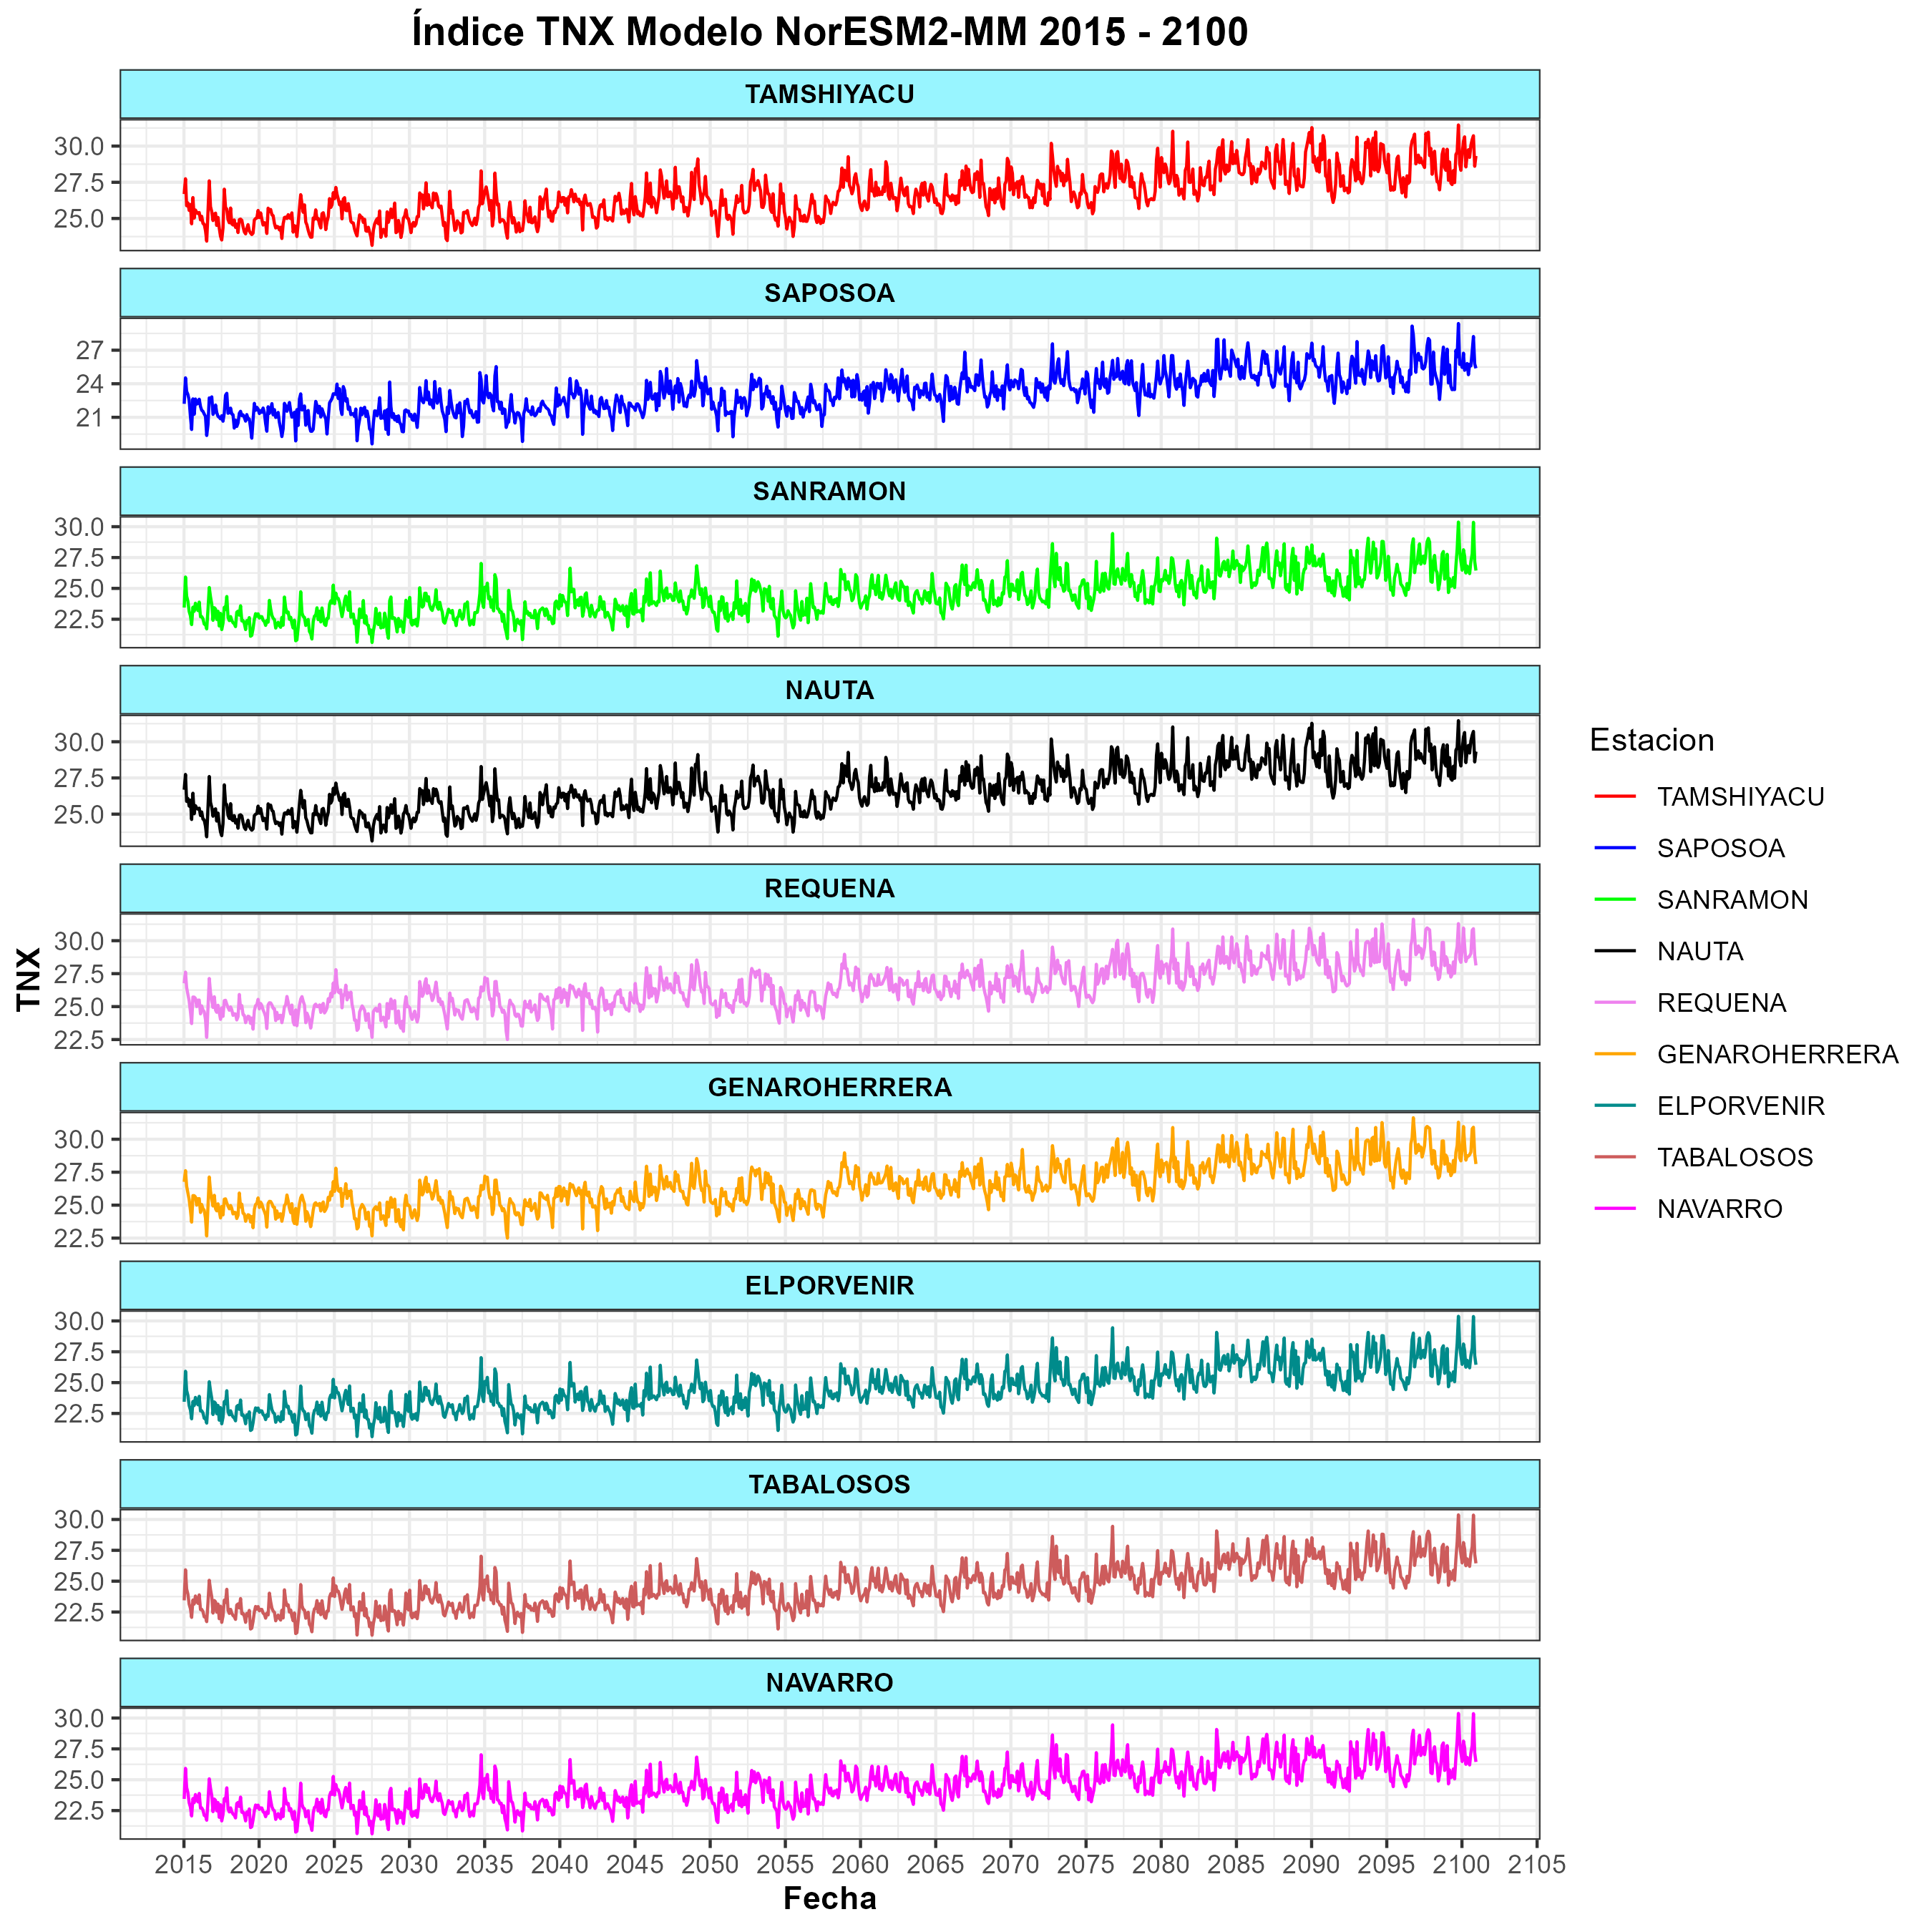 Índice TNX Modelo NorESM2-MM 2015 - 2100
TAMSHIYACU
30.0
27.5
25.0
SAPOSOA
27
24
21
SANRAMON
30.0
27.5
25.0
22.5
NAUTA
30.0
27.5
25.0
REQUENA
30.0
27.5
25.0
22.5
GENAROHERRERA
30.0
27.5
25.0
22.5
ELPORVENIR
30.0
27.5
25.0
22.5
TABALOSOS
30.0
27.5
25.0
22.5
NAVARRO
30.0
27.5
25.0
22.5
2015 2020 2025 2030 2035 2040 2045 2050 2055 2060 2065 2070 2075 2080 2085 2090 2095 2100 2105
Fecha
TNX
Estacion
TAMSHIYACU
SAPOSOA
SANRAMON
NAUTA
REQUENA
GENAROHERRERA
ELPORVENIR
TABALOSOS
NAVARRO